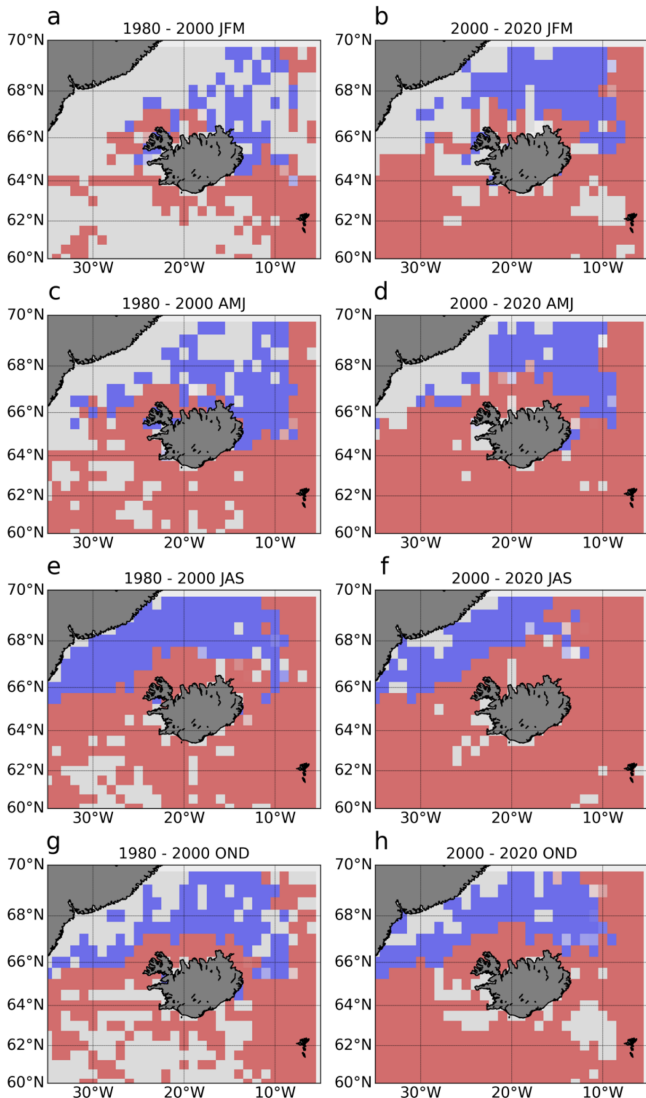 a
b
1980 - 2000 JFM
2000 - 2020 JFM
70°N
70°N
68°N
68°N
66°N
66°N
64°N
64°N
62°N
62°N
60°N
60°N
30°W 20°W 10°W
30°W 20°W 10°W
c
d
1980 - 2000 AMJ
2000 - 2020 AMJ
70°N
70°N
68°N
68°N
66°N
66°N
64°N
64°N
62°N
62°N
60°N
60°N
30°W 20°W 10°W
30°W 20°W 10°W
e
f
1980 - 2000 JAS
2000 - 2020 JAS
70°N
70°N
68°N
68°N
66°N
66°N
64°N
64°N
62°N
62°N
60°N
60°N
30°W 20°W 10°W
30°W 20°W 10°W
g
h
1980 - 2000 OND
2000 - 2020 OND
70°N
70°N
68°N
68°N
66°N
66°N
64°N
64°N
62°N
62°N
60°N
60°N
30°W 20°W 10°W
30°W 20°W 10°W